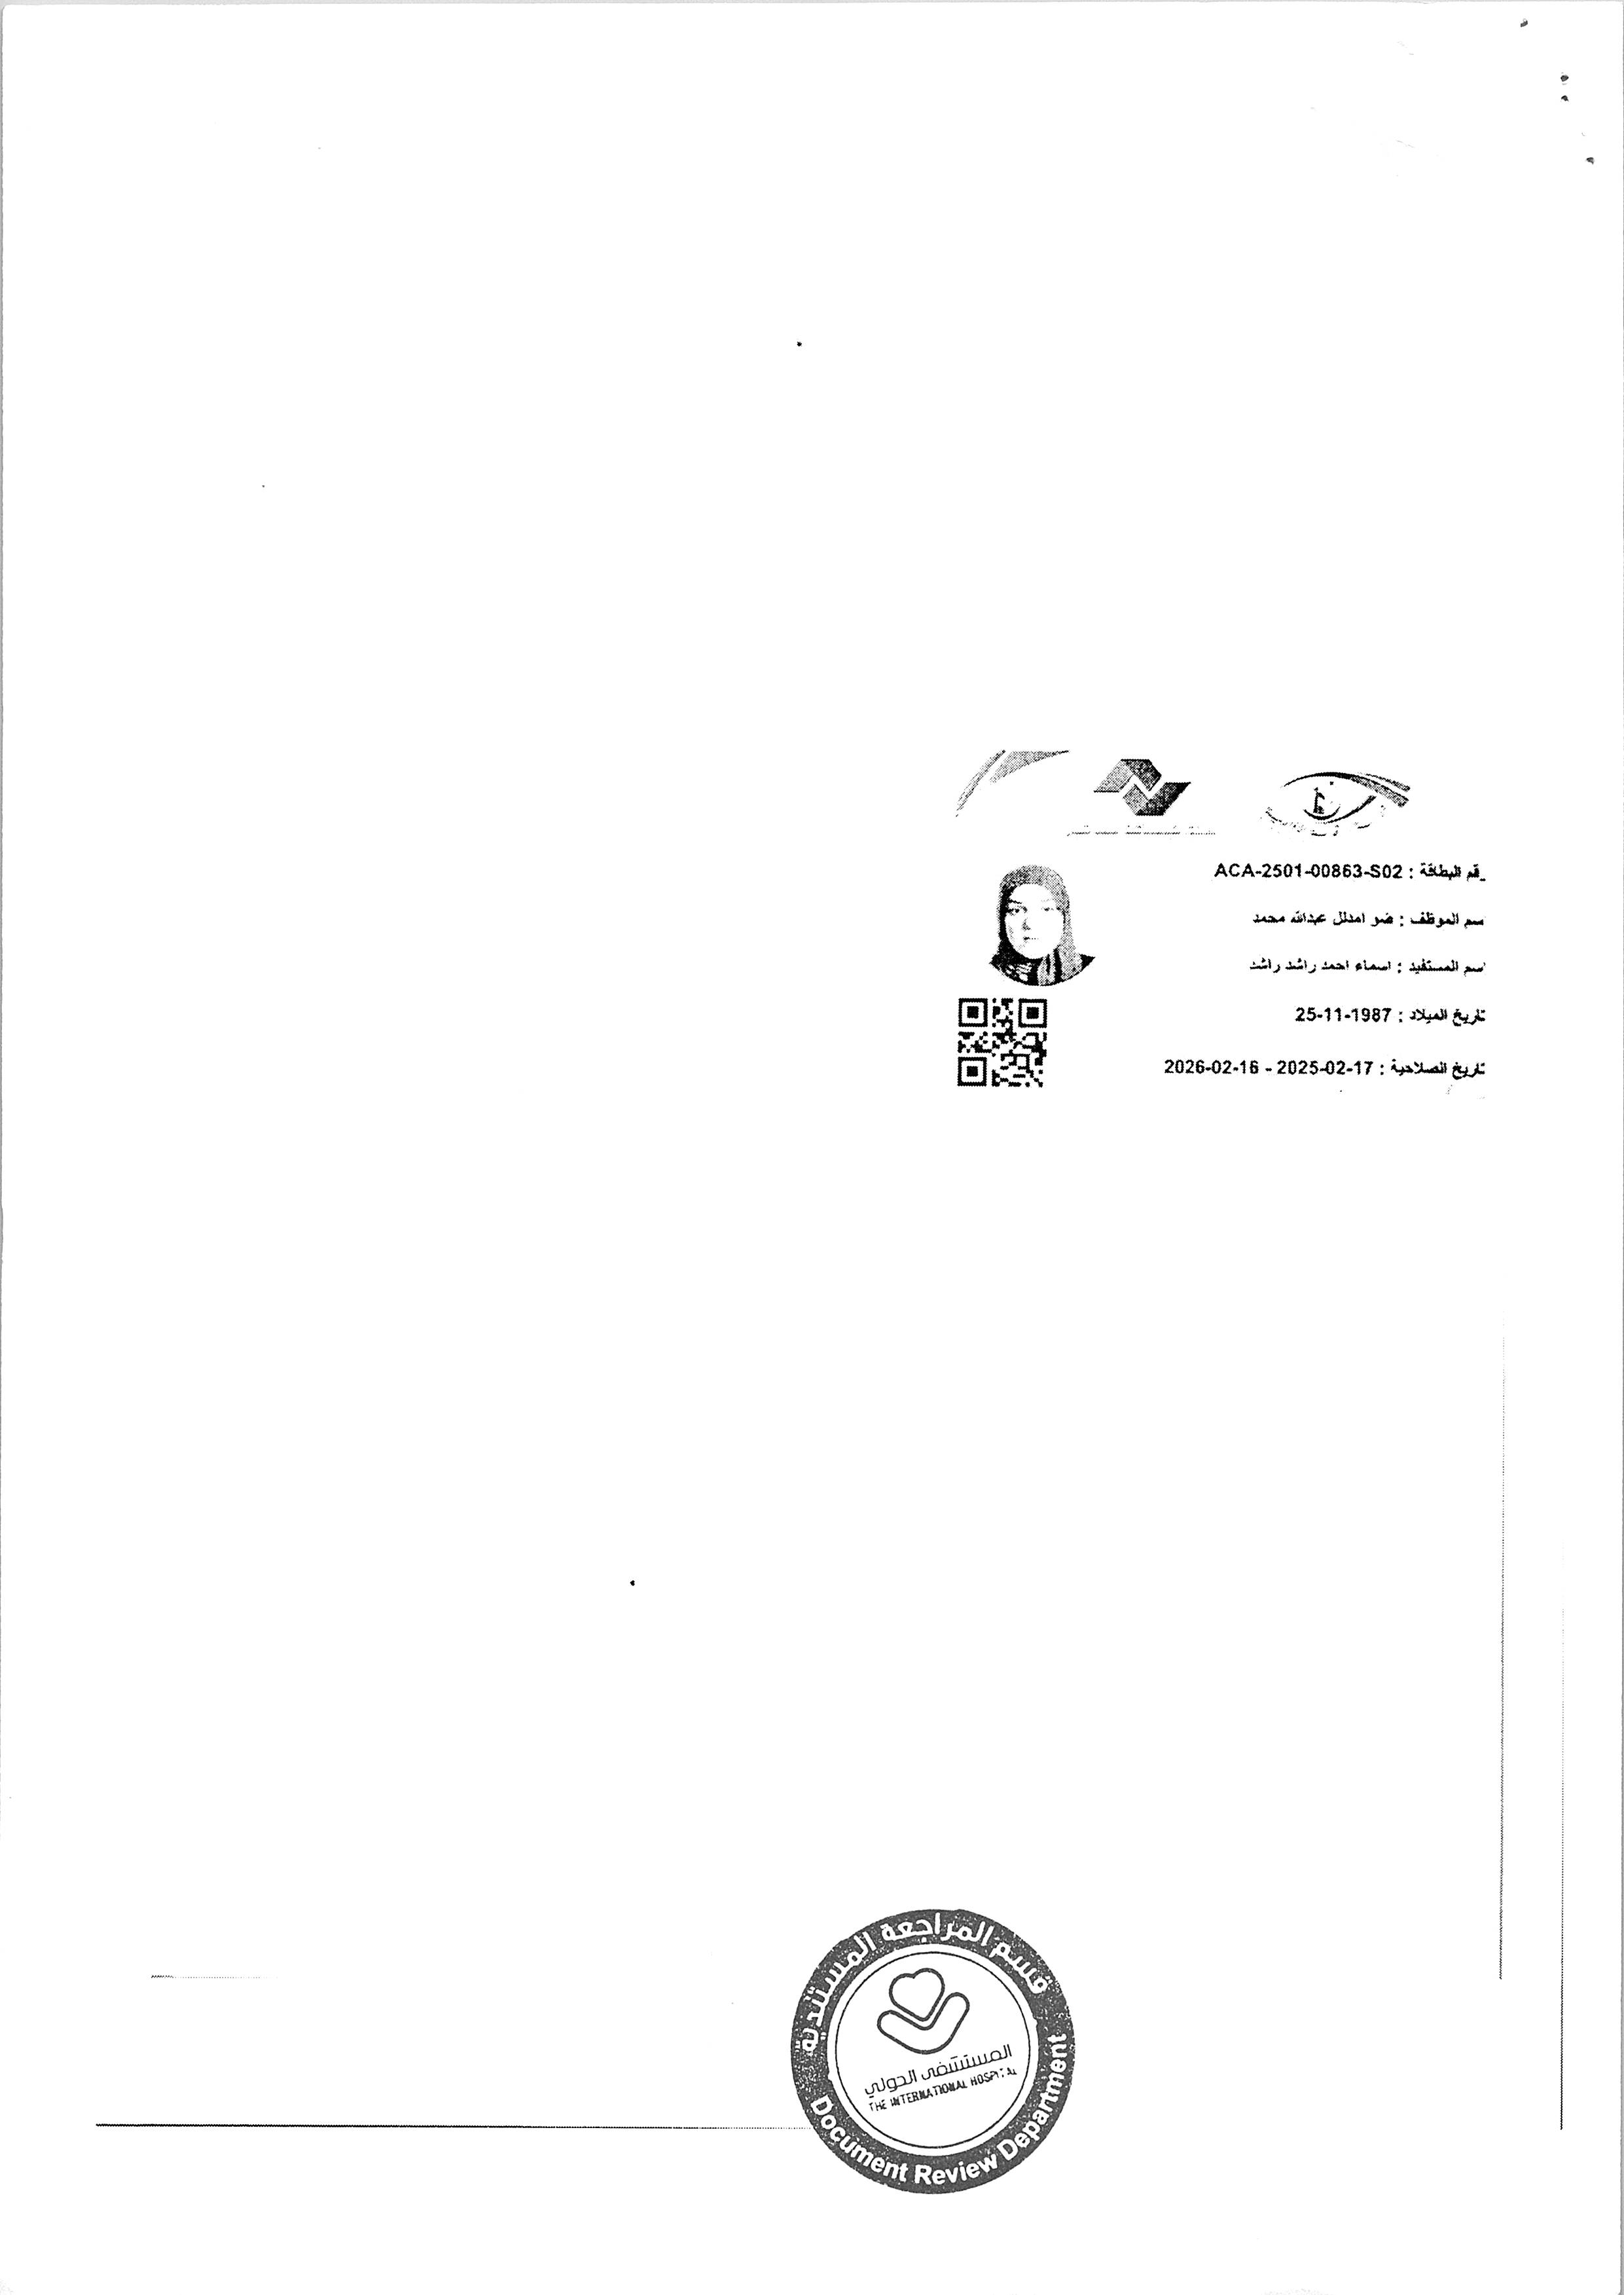 رقم البطاقة : ACA-2501-00863-S02
اسم الموظف : ضو امدلل عبدالله محمد
اسم المستفيد : اسماء احمد راشد راشد
تاريخ الميلاد : 25-11-1987
تاريخ الصلاحية : 2025-02-17 - 2026-02-16
قسم المراجعة المستندية
المستشفى الدولي
THE INTERNATIONAL HOSPITAL
Document Review Department